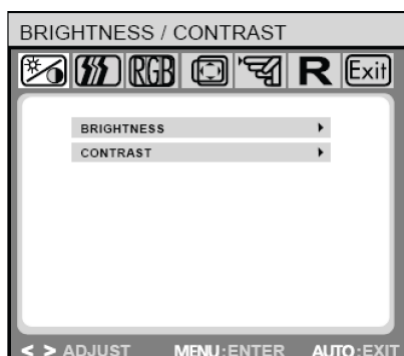 BRIGHTNESS / CONTRAST
RGB R Exit
BRIGHTNESS
CONTRAST
< > ADJUST MENU:ENTER AUTO:EXIT